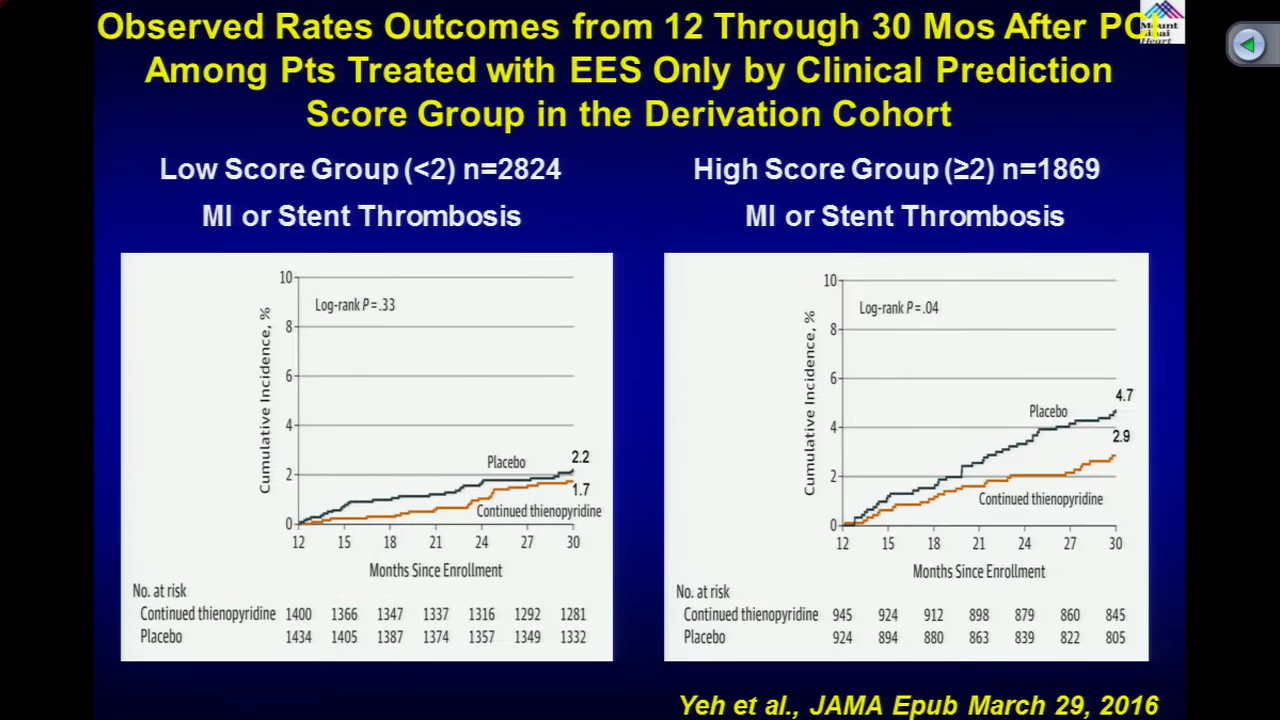 Observed Rates Outcomes from 12 Through 30 Mos After PCI
Mount
Sinai
Heart
Among Pts Treated with EES Only by Clinical Prediction
Score Group in the Derivation Cohort
Low Score Group (<2) n=2824
MI or Stent Thrombosis
10
8
6
4
2
0
Cumulative Incidence, %
Log-rank P=.33
Placebo
2.2
1.7
Continued thienopyridine
12 15 18 21 24 27 30
Months Since Enrollment
No. at risk
Continued thienopyridine 1400 1366 1347 1337 1316 1292 1281
Placebo 1434 1405 1387 1374 1357 1349 1332
High Score Group (≥2) n=1869
MI or Stent Thrombosis
10
8
6
4
2
0
Cumulative Incidence, %
Log-rank P=.04
Placebo
4.7
2.9
Continued thienopyridine
12 15 18 21 24 27 30
Months Since Enrollment
No. at risk
Continued thienopyridine 945 924 912 898 879 860 845
Placebo 924 894 880 863 839 822 805
Yeh et al., JAMA Epub March 29, 2016